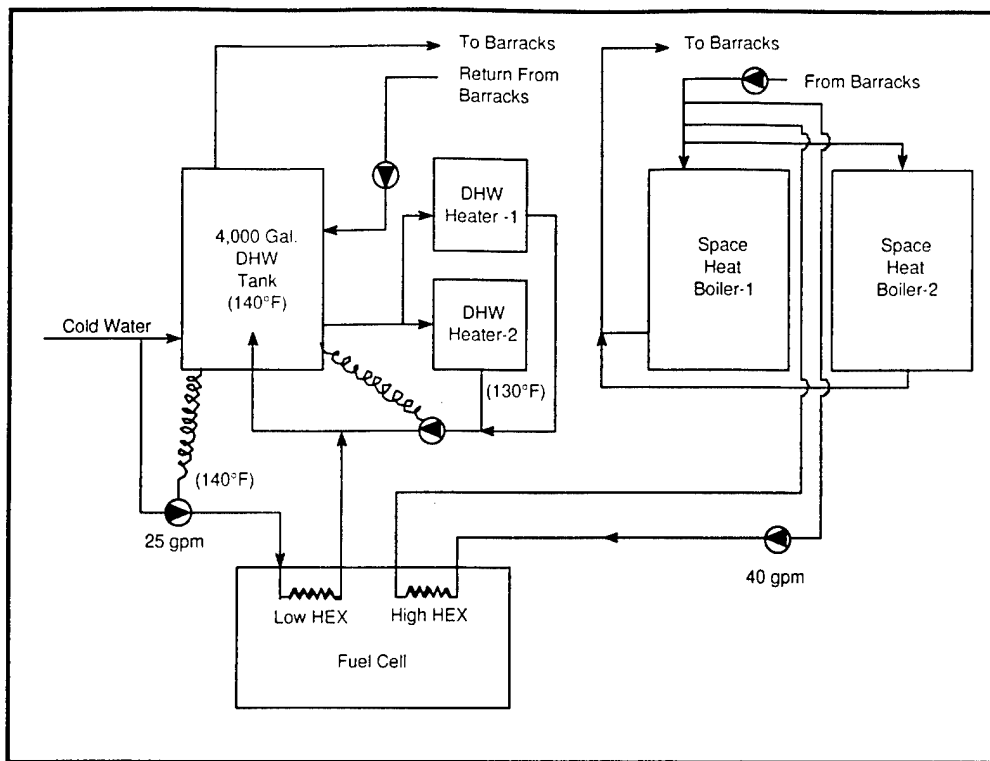 To Barracks
Return From
Barracks
To Barracks
From Barracks
4,000 Gal.
DHW
Tank
(140°F)
DHW
Heater -1
DHW
Heater-2
Space
Heat
Boiler-1
Space
Heat
Boiler-2
Cold Water
(130°F)
(140°F)
25 gpm
40 gpm
Low HEX
High HEX
Fuel Cell